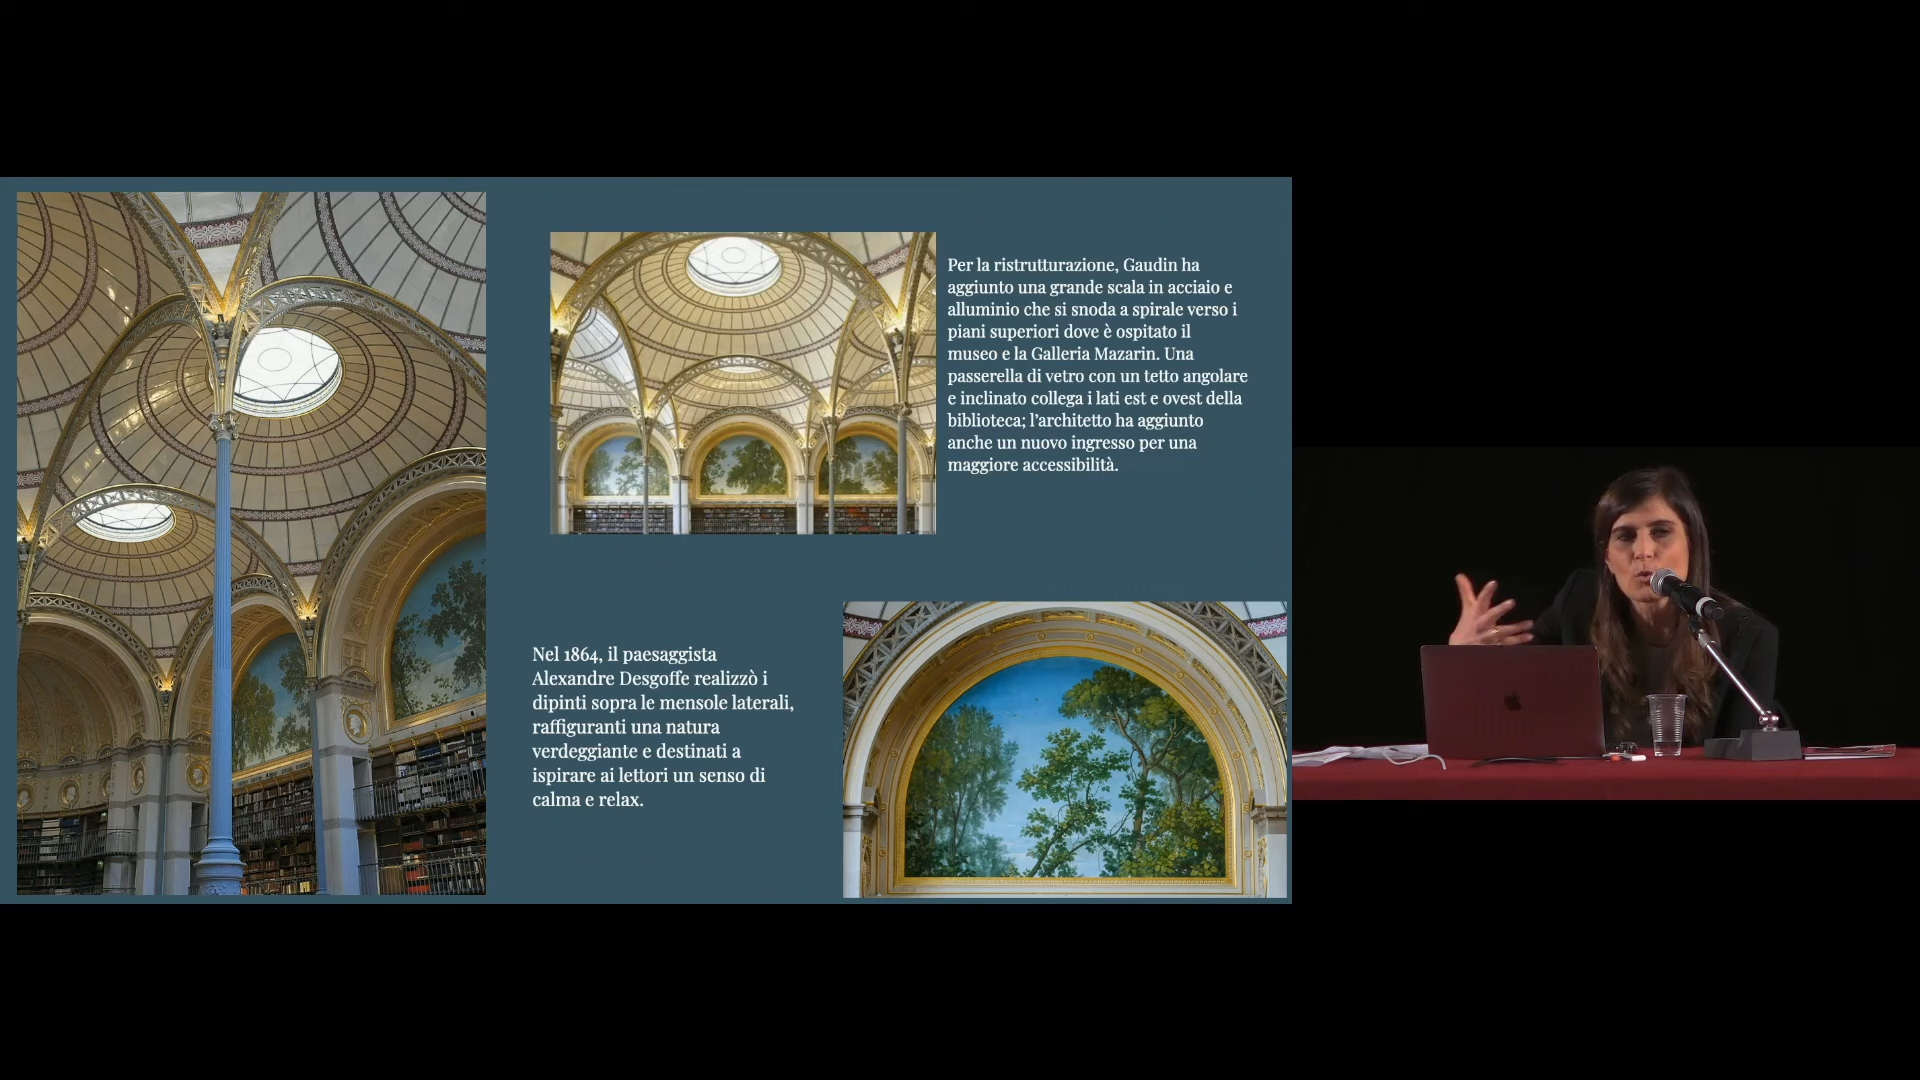 Per la ristrutturazione, Gaudin ha
aggiunto una grande scala in acciaio e
alluminio che si snoda a spirale verso i
piani superiori dove è ospitato il
museo e la Galleria Mazarin. Una
passerella di vetro con un tetto angolare
e inclinato collega i lati est e ovest della
biblioteca; l'architetto ha aggiunto
anche un nuovo ingresso per una
maggiore accessibilità.
Nel 1864, il paesaggista
Alexandre Desgoffe realizzò i
dipinti sopra le mensole laterali,
raffiguranti una natura
verdeggiante e destinati a
ispirare ai lettori un senso di
calma e relax.